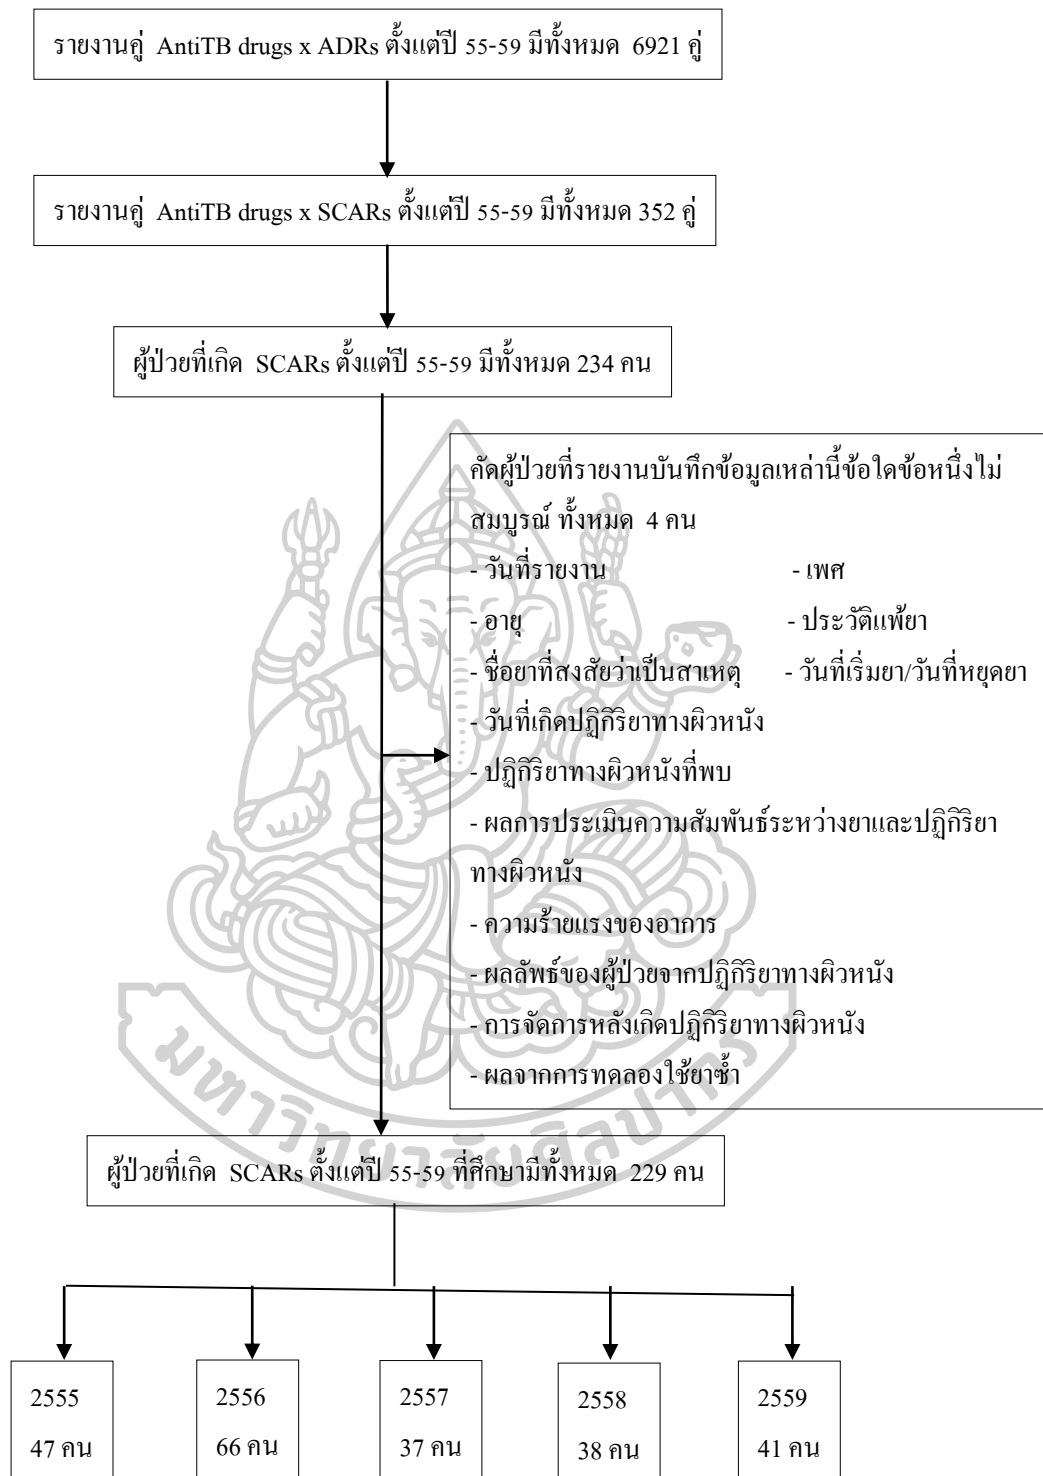 รายงานคู่ AntiTB drugs x ADRs ตั้งแต่ปี 55-59 มีทั้งหมด 6921 คู่
รายงานคู่ AntiTB drugs x SCARs ตั้งแต่ปี 55-59 มีทั้งหมด 352 คู่
ผู้ป่วยที่เกิด SCARs ตั้งแต่ปี 55-59 มีทั้งหมด 234 คน
คัดผู้ป่วยที่รายงานบันทึกข้อมูลเหล่านี้ข้อใดข้อหนึ่งไม่
สมบูรณ์ ทั้งหมด 4 คน
- วันที่รายงาน - เพศ
- อายุ - ประวัติแพ้ยา
- ชื่อยาที่สงสัยว่าเป็นสาเหตุ - วันที่เริ่มยา/วันที่หยุดยา
- วันที่เกิดปฏิกิริยาทางผิวหนัง
- ปฏิกิริยาทางผิวหนังที่พบ
- ผลการประเมินความสัมพันธ์ระหว่างยาและปฏิกิริยา
ทางผิวหนัง
- ความร้ายแรงของอาการ
- ผลลัพธ์ของผู้ป่วยจากปฏิกิริยาทางผิวหนัง
- การจัดการหลังเกิดปฏิกิริยาทางผิวหนัง
- ผลจากการทดลองใช้ยาซ้ำ
มหาวิทยาลัยศิลปากร
ผู้ป่วยที่เกิด SCARs ตั้งแต่ปี 55-59 ที่ศึกษามีทั้งหมด 229 คน
2555
47 คน
2556
66 คน
2557
37 คน
2558
38 คน
2559
41 คน